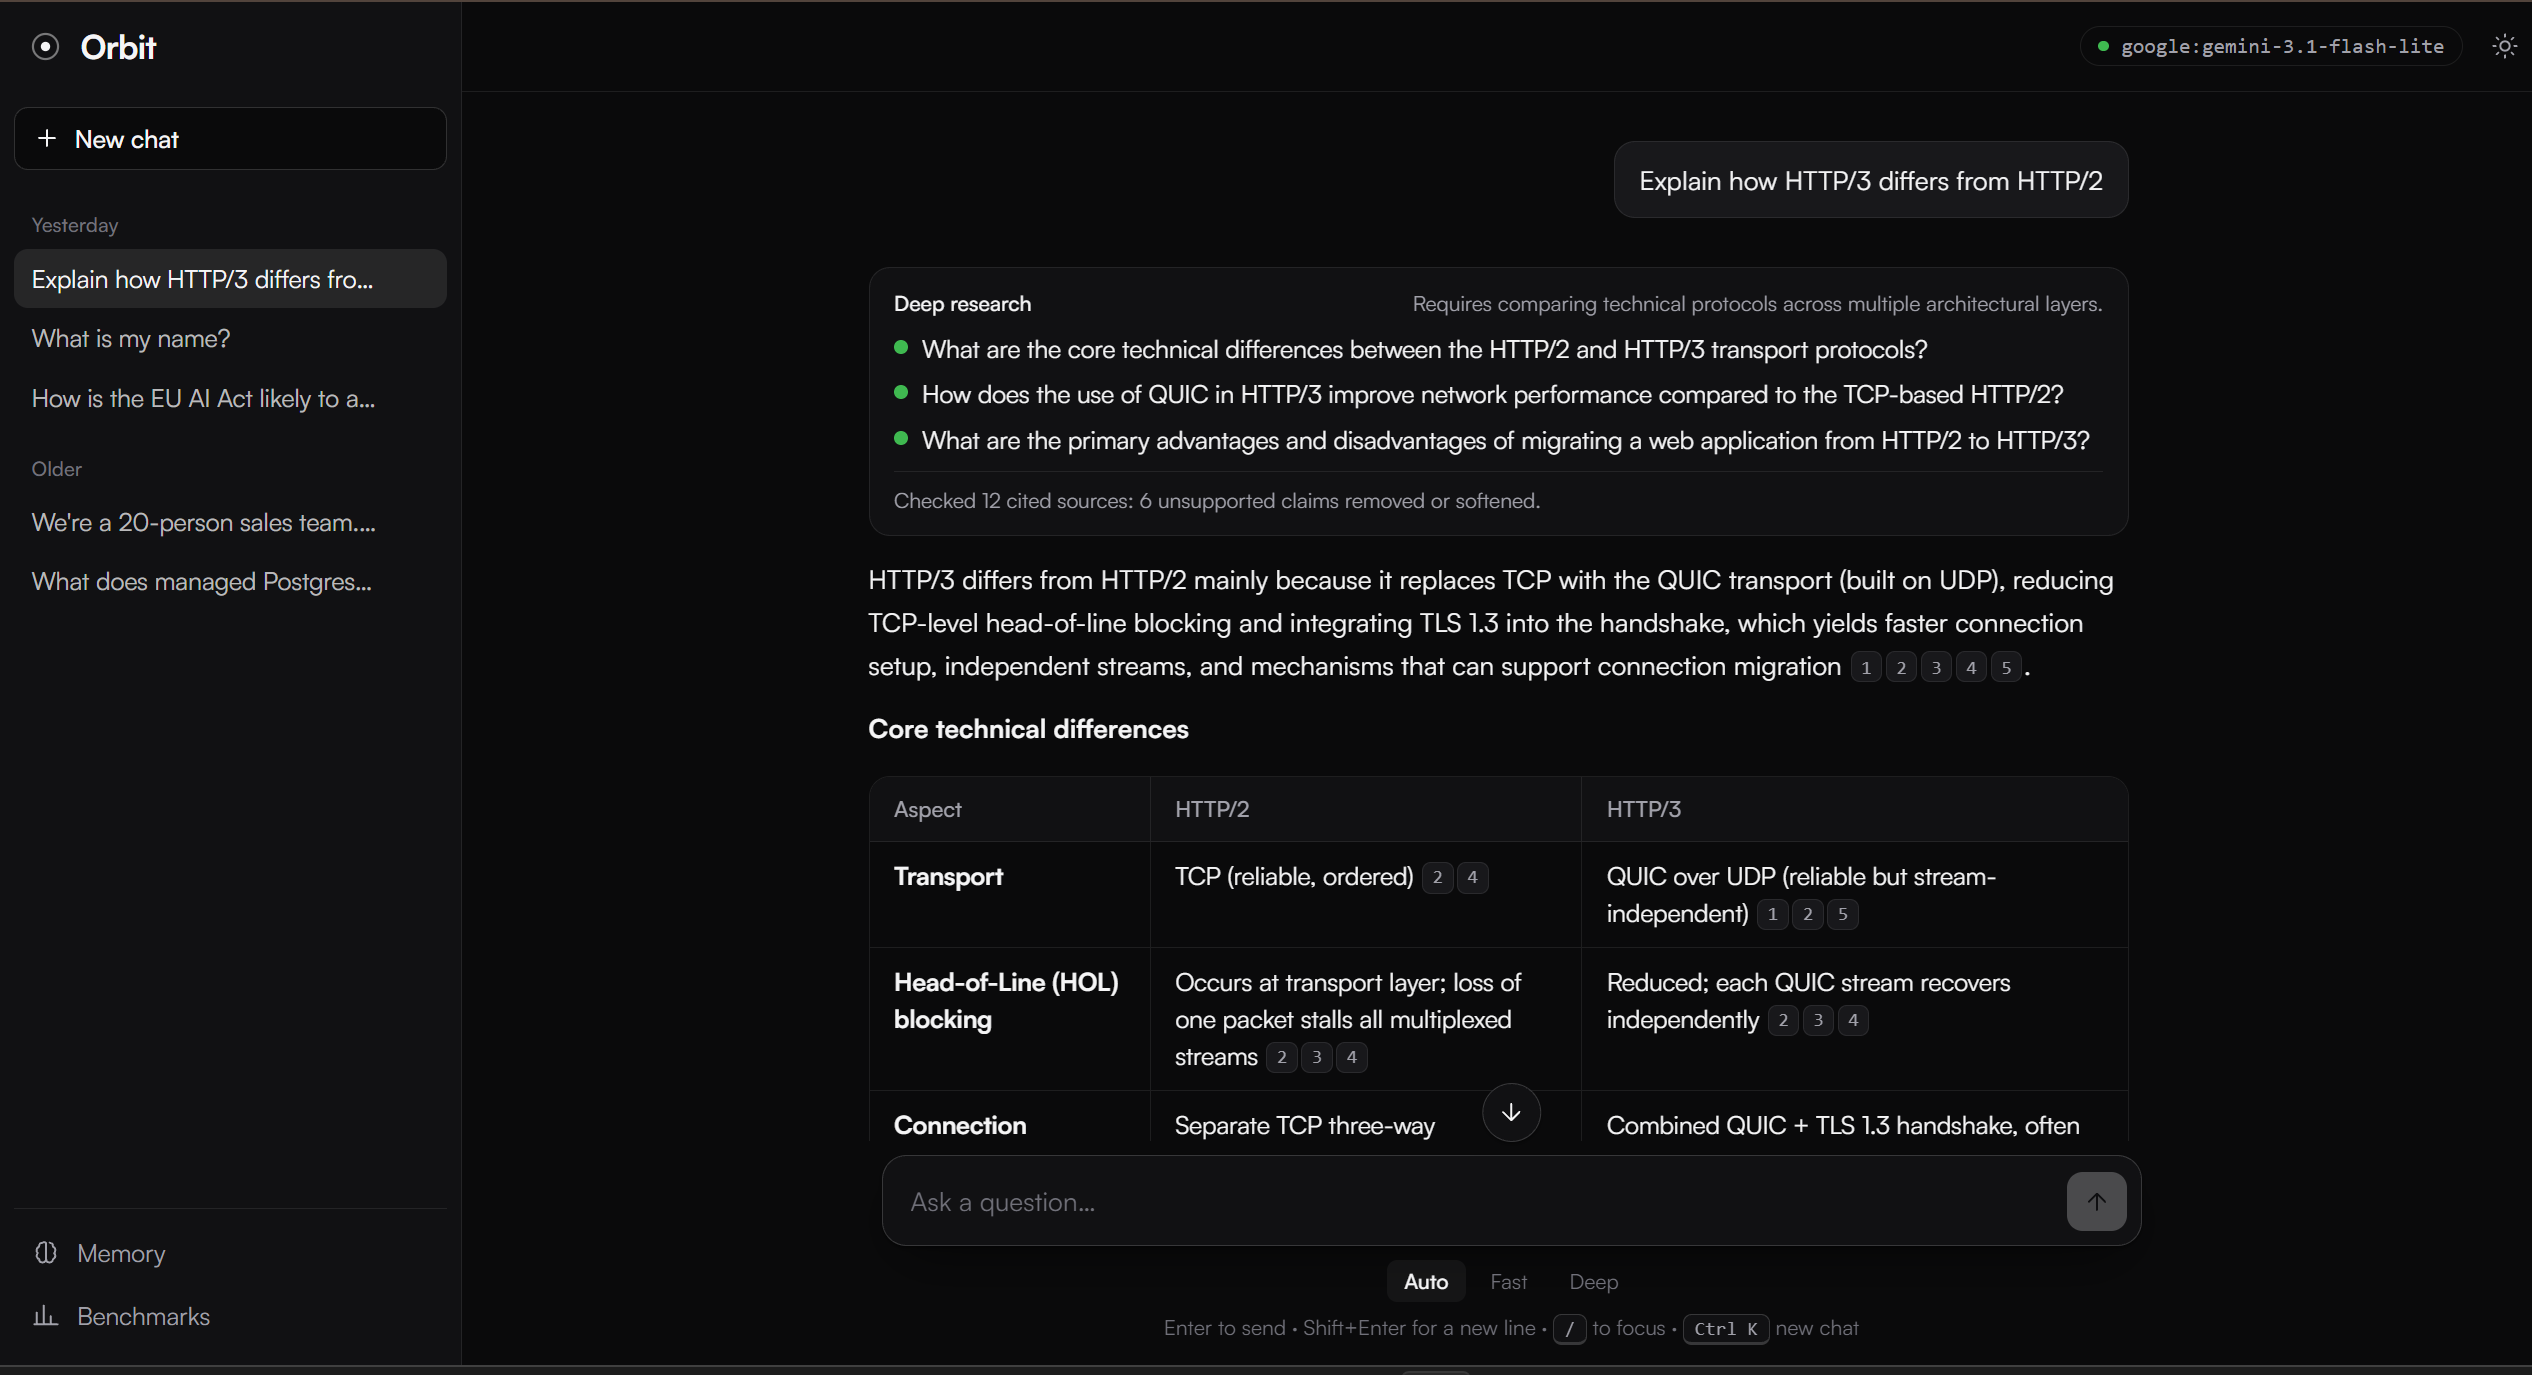 Orbit
google:gemini-3.1-flash-lite
New chat
Yesterday
Explain how HTTP/3 differs fro...
What is my name?
How is the EU AI Act likely to a...
Older
We're a 20-person sales team....
What does managed Postgres...
Memory
Benchmarks
Explain how HTTP/3 differs from HTTP/2
Deep research
Requires comparing technical protocols across multiple architectural layers.
What are the core technical differences between the HTTP/2 and HTTP/3 transport protocols?
How does the use of QUIC in HTTP/3 improve network performance compared to the TCP-based HTTP/2?
What are the primary advantages and disadvantages of migrating a web application from HTTP/2 to HTTP/3?
Checked 12 cited sources: 6 unsupported claims removed or softened.
HTTP/3 differs from HTTP/2 mainly because it replaces TCP with the QUIC transport (built on UDP), reducing
TCP-level head-of-line blocking and integrating TLS 1.3 into the handshake, which yields faster connection
setup, independent streams, and mechanisms that can support connection migration 1 2 3 4 5 .
Core technical differences
Aspect
HTTP/2
HTTP/3
Transport
TCP (reliable, ordered) 2 4
QUIC over UDP (reliable but stream-
independent) 1 2 5
Head-of-Line (HOL)
blocking
Occurs at transport layer; loss of
one packet stalls all multiplexed
streams 2 3 4
Reduced; each QUIC stream recovers
independently 2 3 4
Connection
Separate TCP three-way
Combined QUIC + TLS 1.3 handshake, often
Ask a question...
Auto Fast Deep
Enter to send · Shift+Enter for a new line · / to focus · Ctrl K new chat